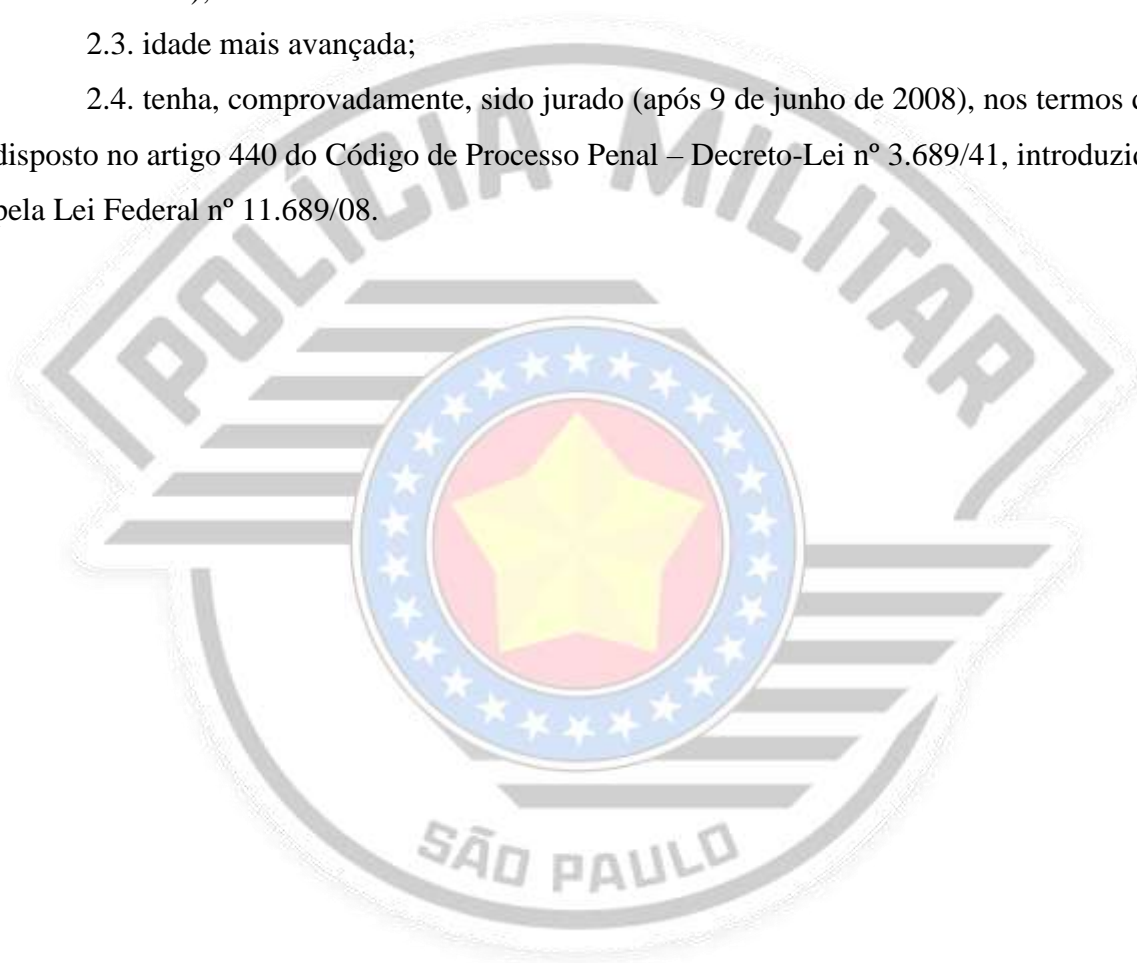 );
2.3. idade mais avançada;
2.4. tenha, comprovadamente, sido jurado (após 9 de junho de 2008), nos termos
disposto no artigo 440 do Código de Processo Penal – Decreto-Lei nº 3.689/41,
pela Lei Federal nº 11.689/08.
POLÍCIA MILITAR
SÃO PAULO